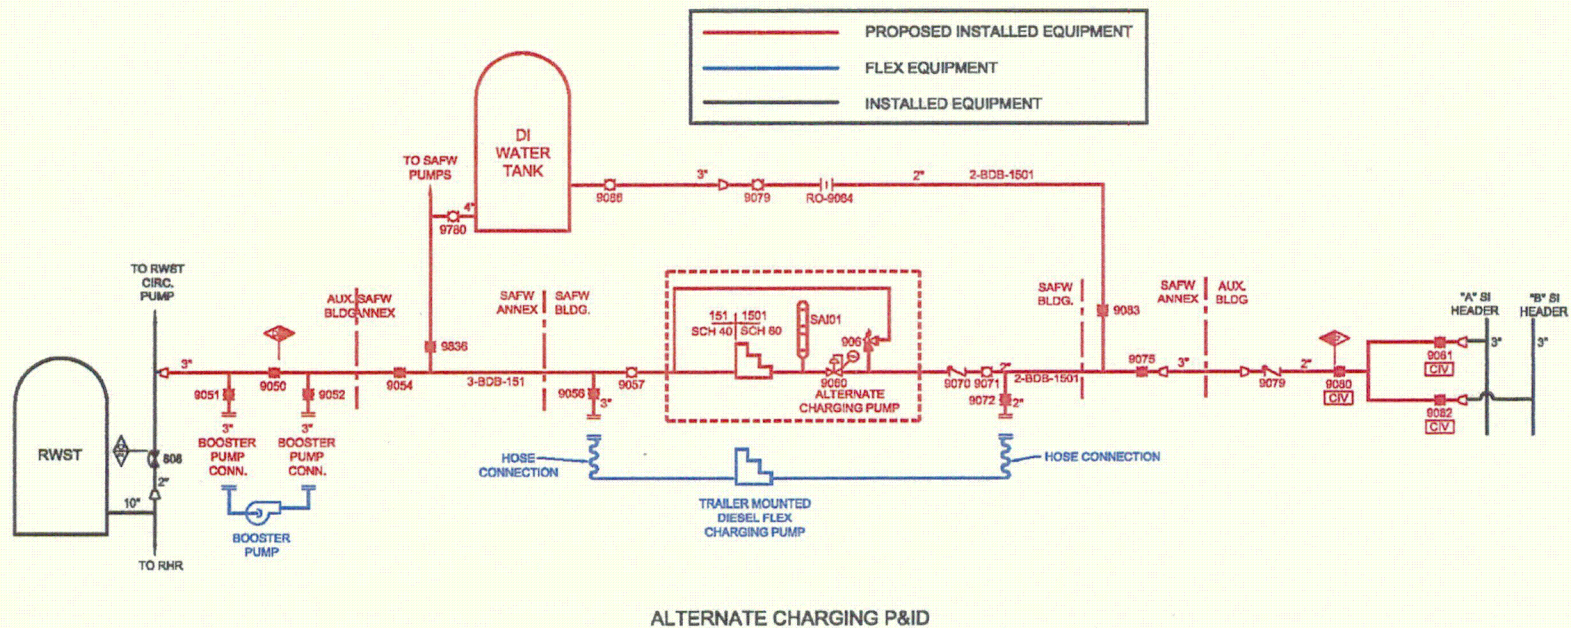 PROPOSED INSTALLED EQUIPMENT
FLEX EQUIPMENT
INSTALLED EQUIPMENT
DI
WATER
TANK
TO SAFW
PUMPS
4"
9780
9086
3"
9079
RO-9084
2"
2-BDB-1501
TO RWST
CIRC.
PUMP
AUX.
BLDG
SAFW
ANNEX
SAFW
ANNEX
SAFW
BLDG.
SAFW
BLDG.
SAFW
ANNEX
AUX.
BLDG
"A" SI
HEADER
"B" SI
HEADER
3"
3"
151
1501
SCH 40
SCH 80
SAI01
906
9083
9836
3"
9050
9051
9052
9054
3-BDB-151
9056
3"
9057
9060
ALTERNATE
CHARGING PUMP
9070
9071
2"
2-BDB-1501
9072
2"
9075
3"
9079
2"
9080
CIV
9081
CIV
9082
CIV
3"
BOOSTER
PUMP
CONN.
3"
BOOSTER
PUMP
CONN.
BOOSTER
PUMP
RWST
808
2"
10"
TO RHR
HOSE
CONNECTION
HOSE CONNECTION
TRAILER MOUNTED
DIESEL FLEX
CHARGING PUMP
ALTERNATE CHARGING P&ID